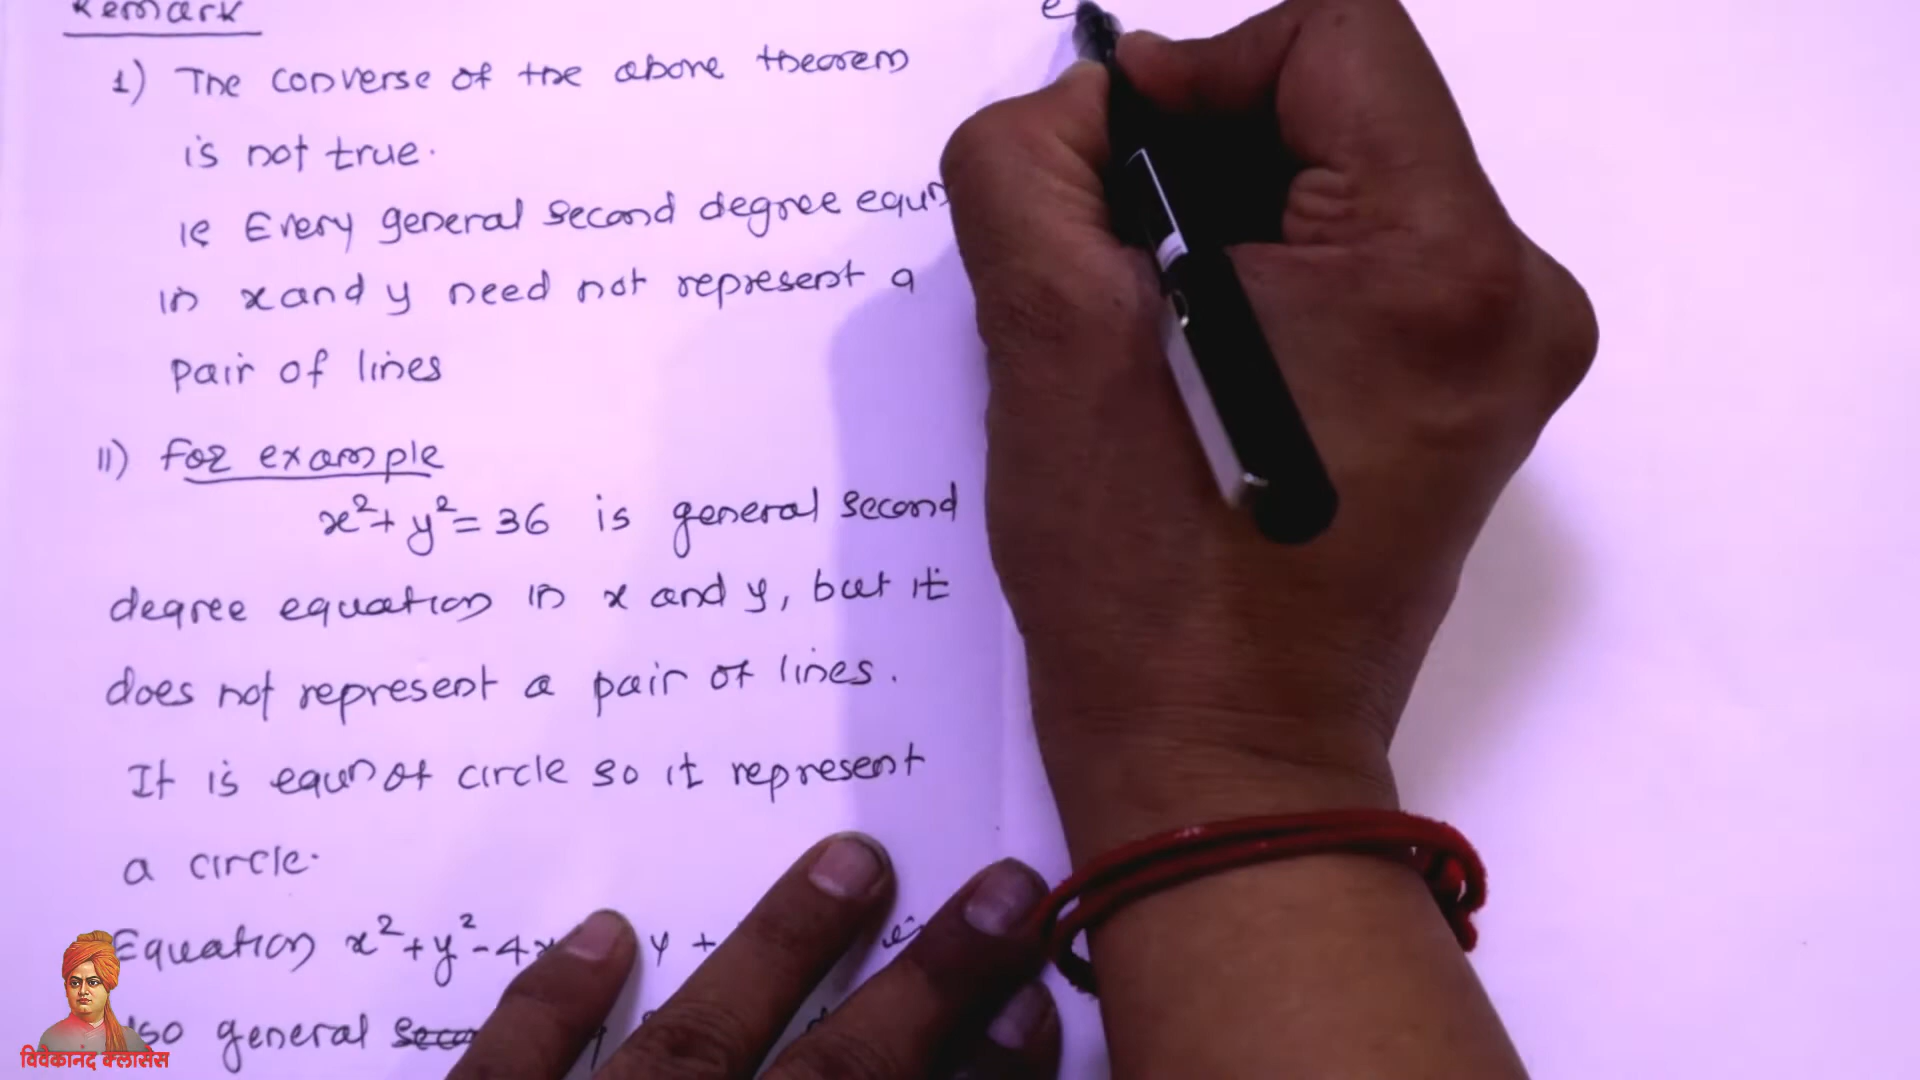 Remark
1) The converse of the above theorem
is not true.
ie Every general second degree equn
in x and y need not represent a
pair of lines
II) For example
x²+ y² = 36 is general second
degree equation in x and y, but it
does not represent a pair of lines.
It is equn of circle so it represent
a circle.
Equation x²+y²-4x y +
so general
विवेकानंद क्लासेस